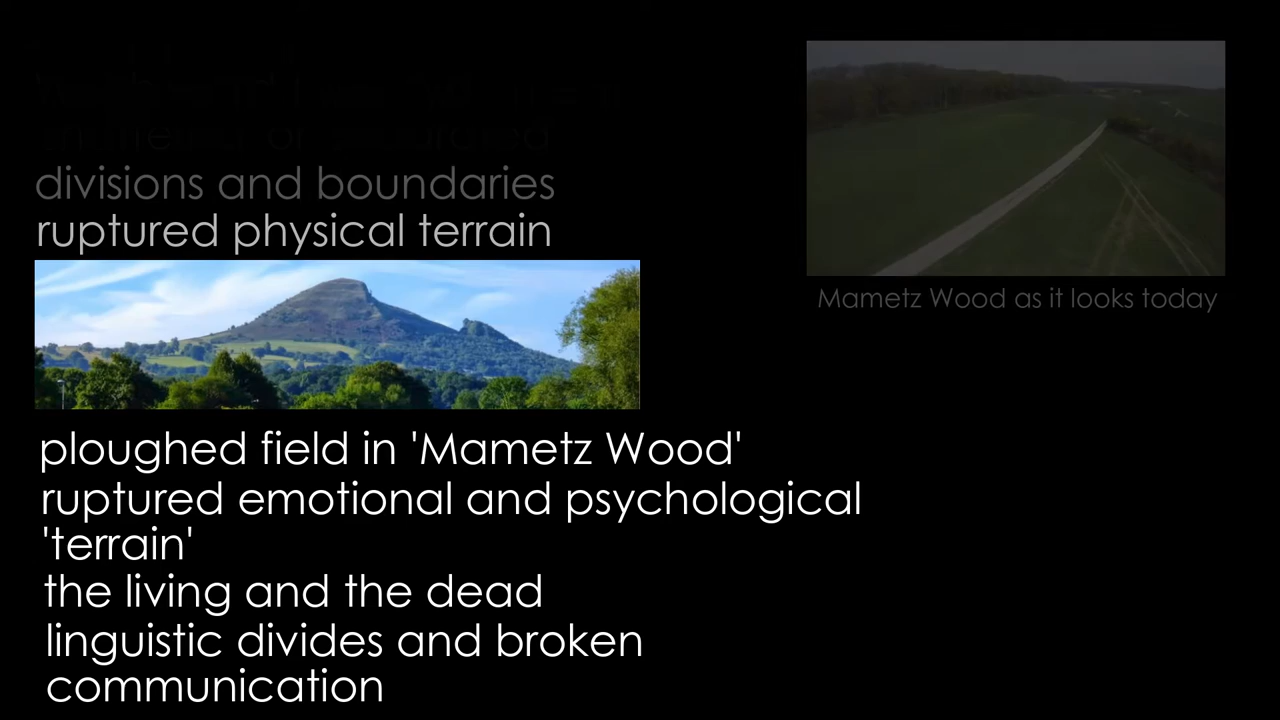 divisions and boundaries
ruptured physical terrain
Mametz Wood as it looks today
ploughed field in 'Mametz Wood'
ruptured emotional and psychological
'terrain'
the living and the dead
linguistic divides and broken
communication